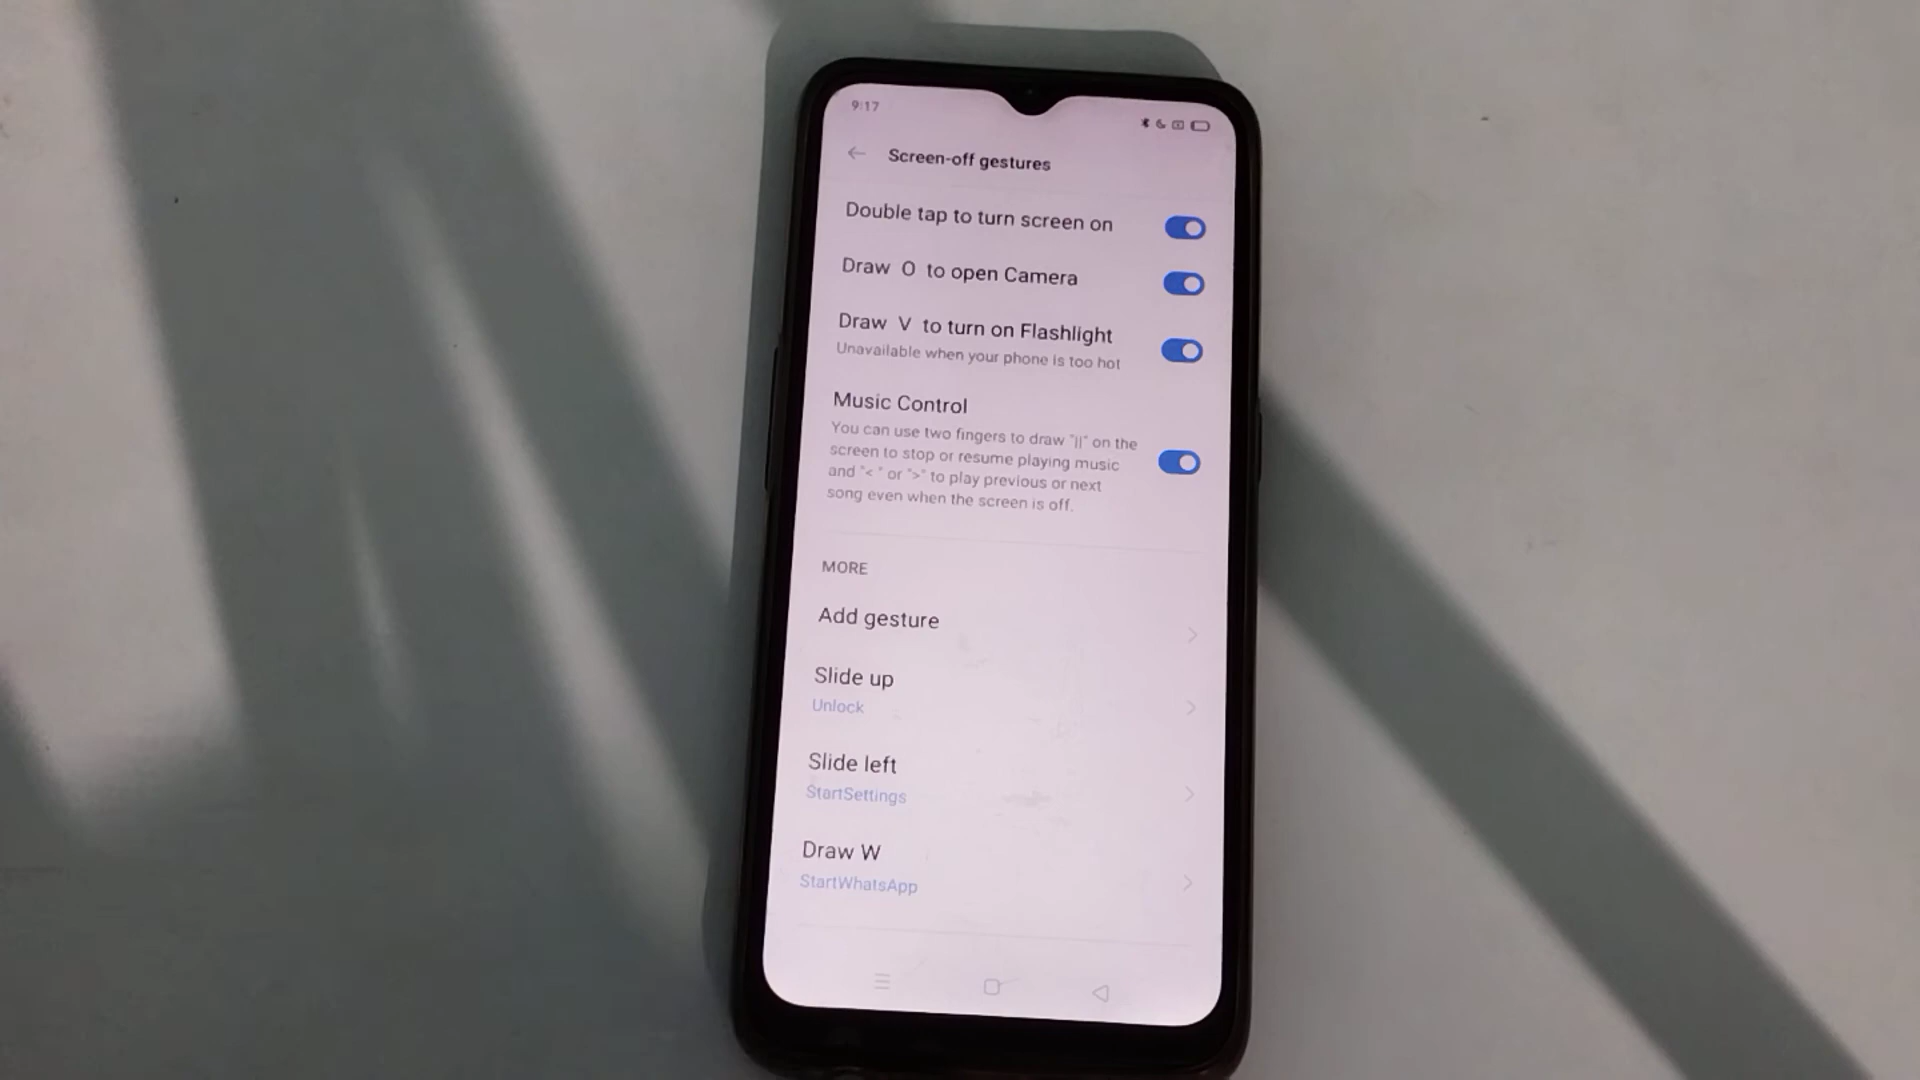 9:17
Screen-off gestures
Double tap to turn screen on
Draw O to open Camera
Draw V to turn on Flashlight
Unavailable when your phone is too hot
Music Control
You can use two fingers to draw "||" on the
screen to stop or resume playing music
and "< " or ">" to play previous or next
song even when the screen is off.
MORE
Add gesture
Slide up
Unlock
Slide left
StartSettings
Draw W
StartWhatsApp